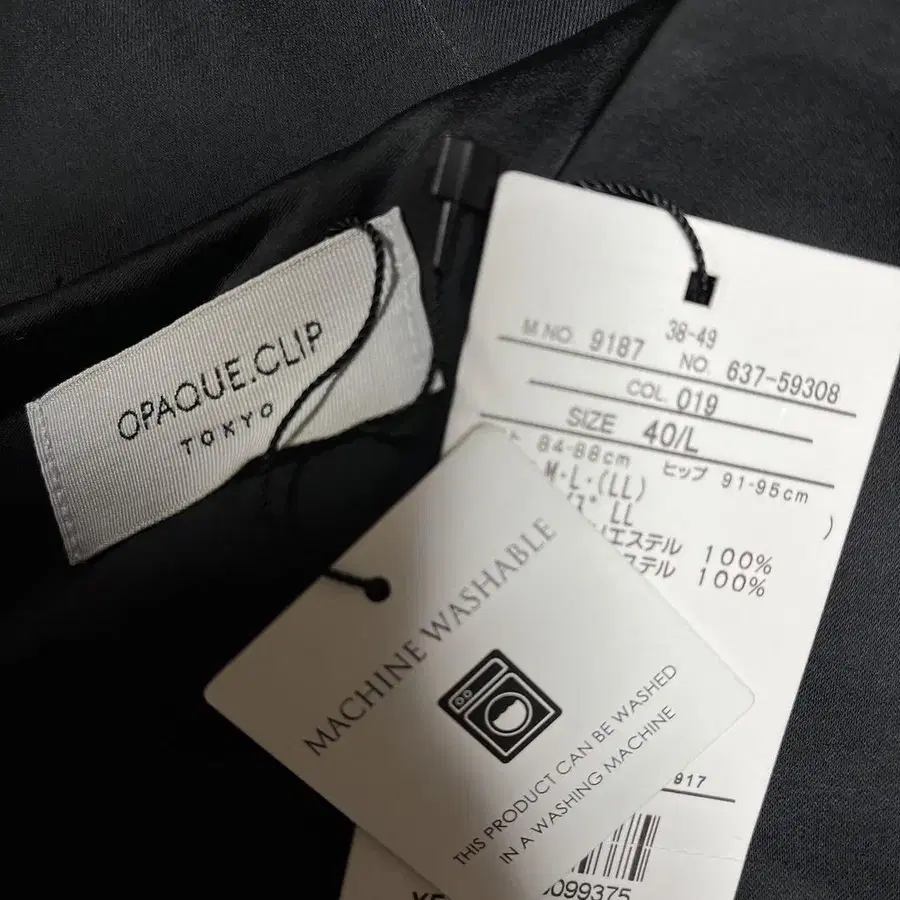 OPAQUE.CLIP
TOKYO
38-49
M NO. 9187 NO. 637-59308
COL. 019
SIZE 40/L
84-88cm ヒップ 91-95cm
M・L・(LL)
LL )
エステル 100%
ステル 100%
MACHINE WASHABLE
THIS PRODUCT CAN BE WASHED
IN A WASHING MACHINE
917
099375